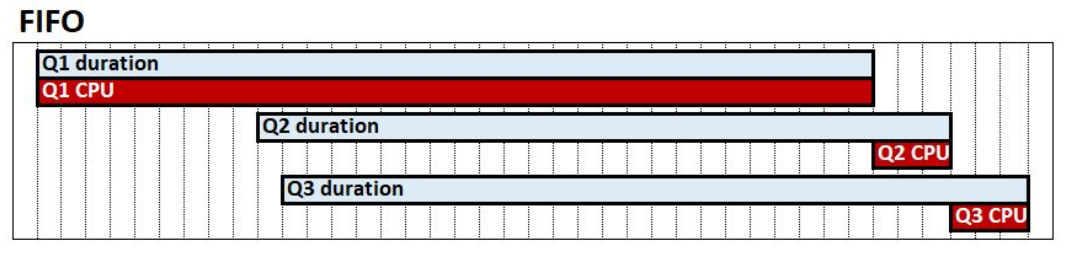 FIFO
Q1 duration
Q1 CPU
Q2 duration
Q2 CPU
Q3 duration
Q3 CPU